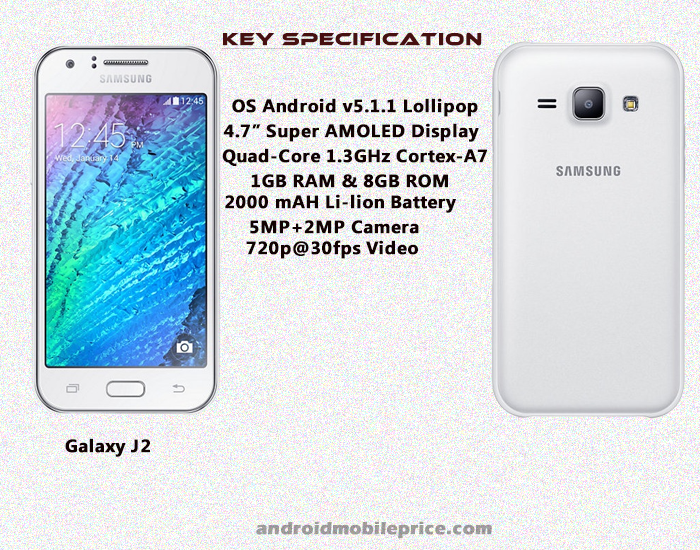 KEY SPECIFICATION
SAMSUNG
12:45
12:45 PM
Wed, January 14
OS Android v5.1.1 Lollipop
4.7” Super AMOLED Display
Quad-Core 1.3GHz Cortex-A7
1GB RAM & 8GB ROM
2000 mAH Li-lion Battery
5MP+2MP Camera
720p@30fps Video
SAMSUNG
Galaxy J2
androidmobileprice.com